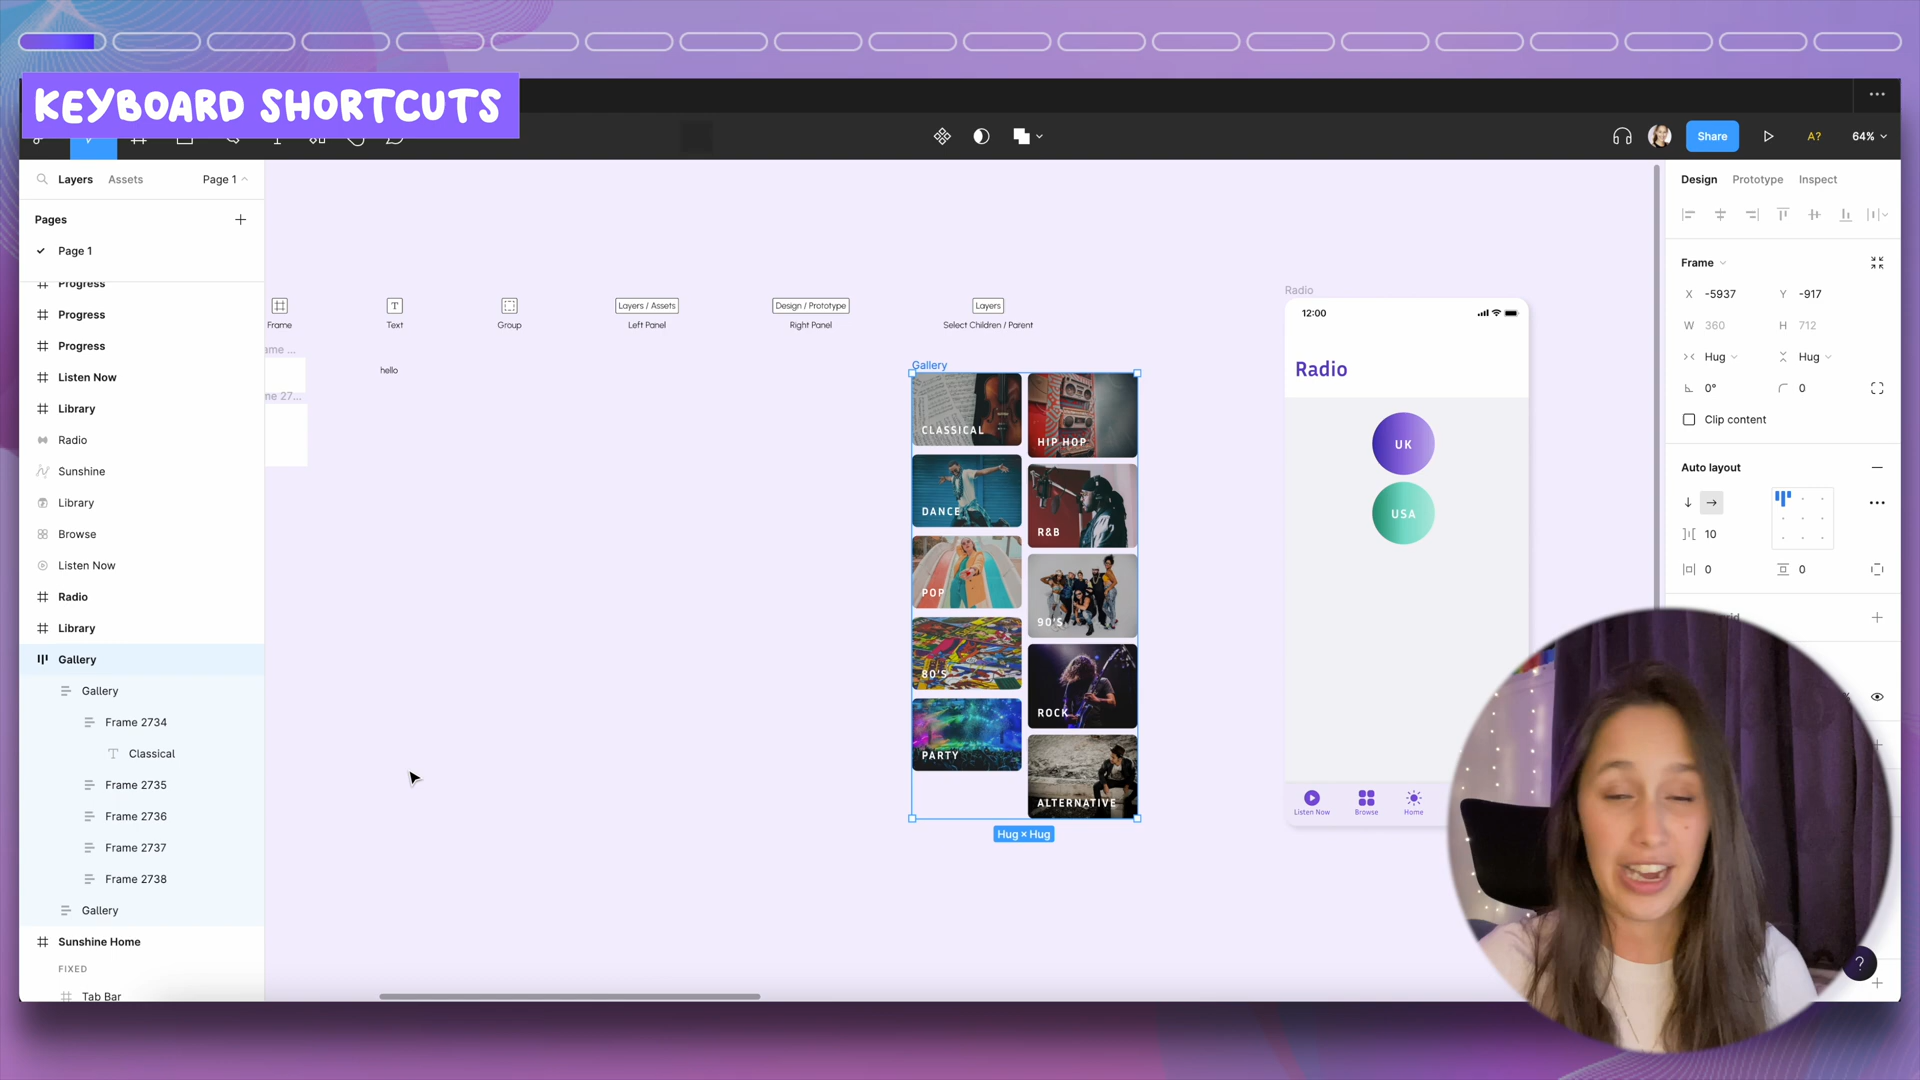 KEYBOARD SHORTCUTS
Share
A?
64%
Layers
Assets
Page 1
Design
Prototype
Inspect
Pages
Page 1
Progress
Progress
Progress
Listen Now
Library
Radio
Sunshine
Library
Browse
Listen Now
Radio
Library
Gallery
Gallery
Frame 2734
Classical
Frame 2735
Frame 2736
Frame 2737
Frame 2738
Gallery
Sunshine Home
FIXED
Tab Bar
Frame
T
Text
Group
Layers / Assets
Left Panel
Design / Prototype
Right Panel
Layers
Select Children / Parent
ame ...
me 27...
hello
Gallery
CLASSICAL
HIP HOP
DANCE
R&B
POP
90'S
80'S
ROCK
PARTY
ALTERNATIVE
Hug × Hug
Radio
12:00
Radio
UK
USA
Listen Now
Browse
Home
Frame
X -5937
Y -917
W 360
H 712
Hug
Hug
0°
0
Clip content
Auto layout
10
0
0
?